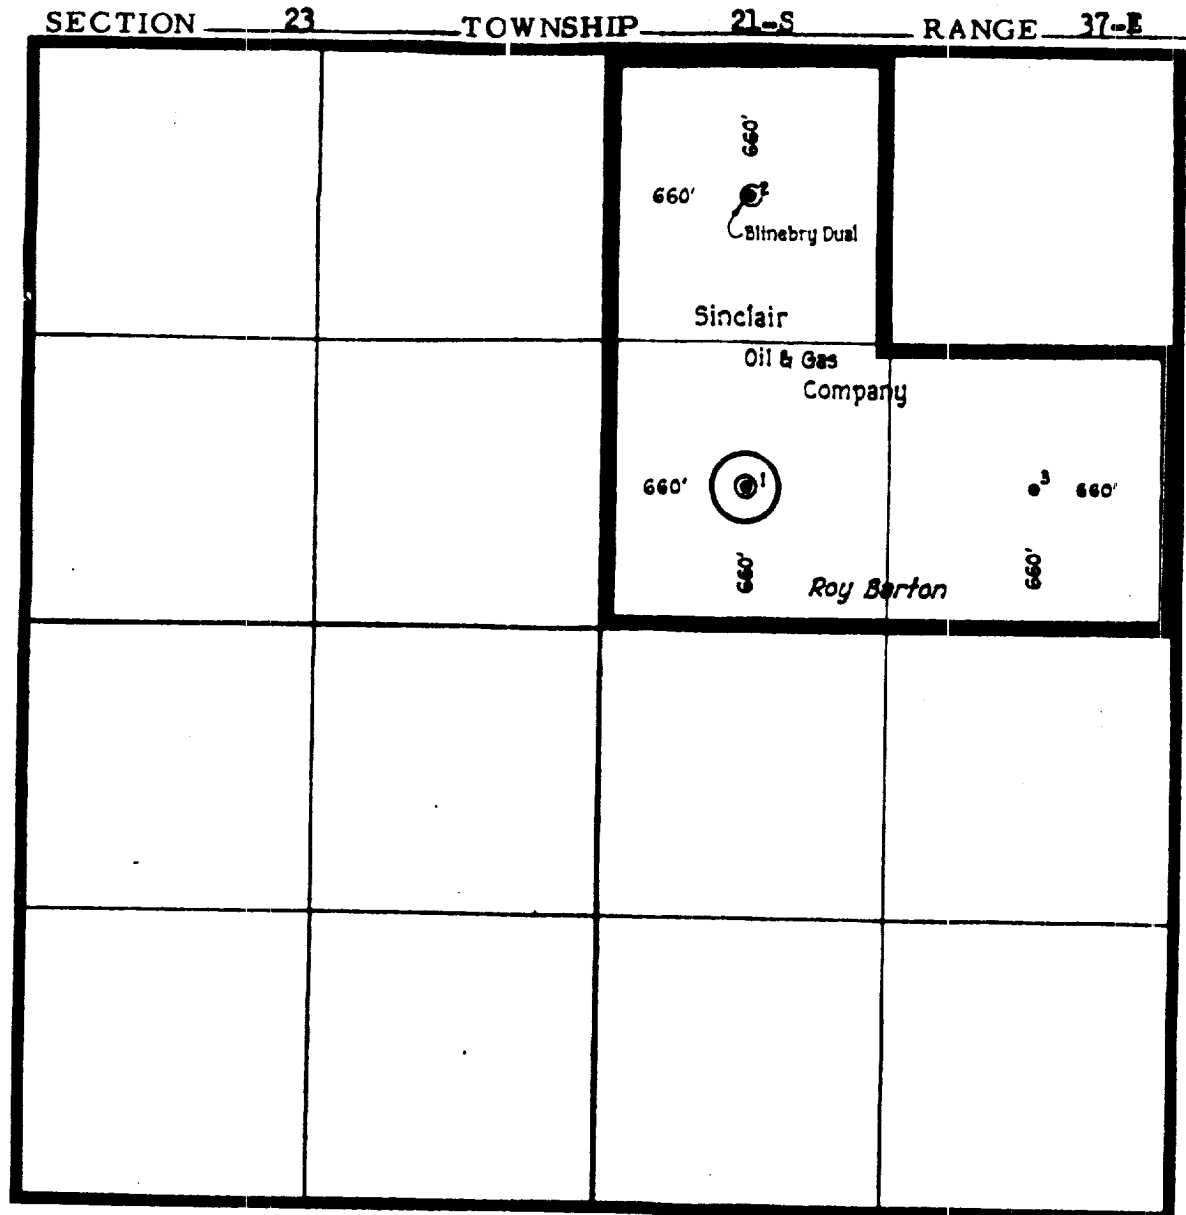 SECTION 23 TOWNSHIP 21-S RANGE 37-E
660'
660' 2
Blinebry Dual
Sinclair
Oil & Gas
Company
660' 1 3 660'
660' 660'
Roy Barton